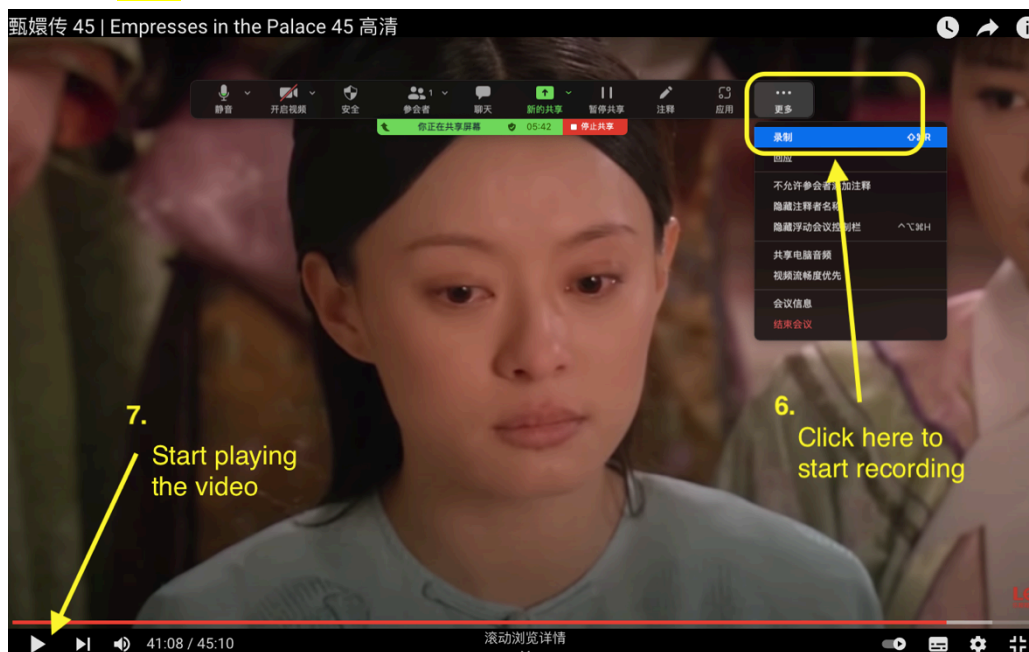 甄嬛传 45 | Empresses in the Palace 45 高清
静音
开启视频
安全
1
参会者
聊天
新的共享
暂停共享
注释
应用
更多
你正在共享屏幕 05:42 停止共享
录制 ⇧⌘R
回应
不允许参会者添加注释
隐藏注释者名称
隐藏浮动会议控制栏 ^⌥⌘H
共享电脑音频
视频流畅度优先
会议信息
结束会议
6.
Click here to
start recording
7.
Start playing
the video
41:08 / 45:10
滚动浏览详情